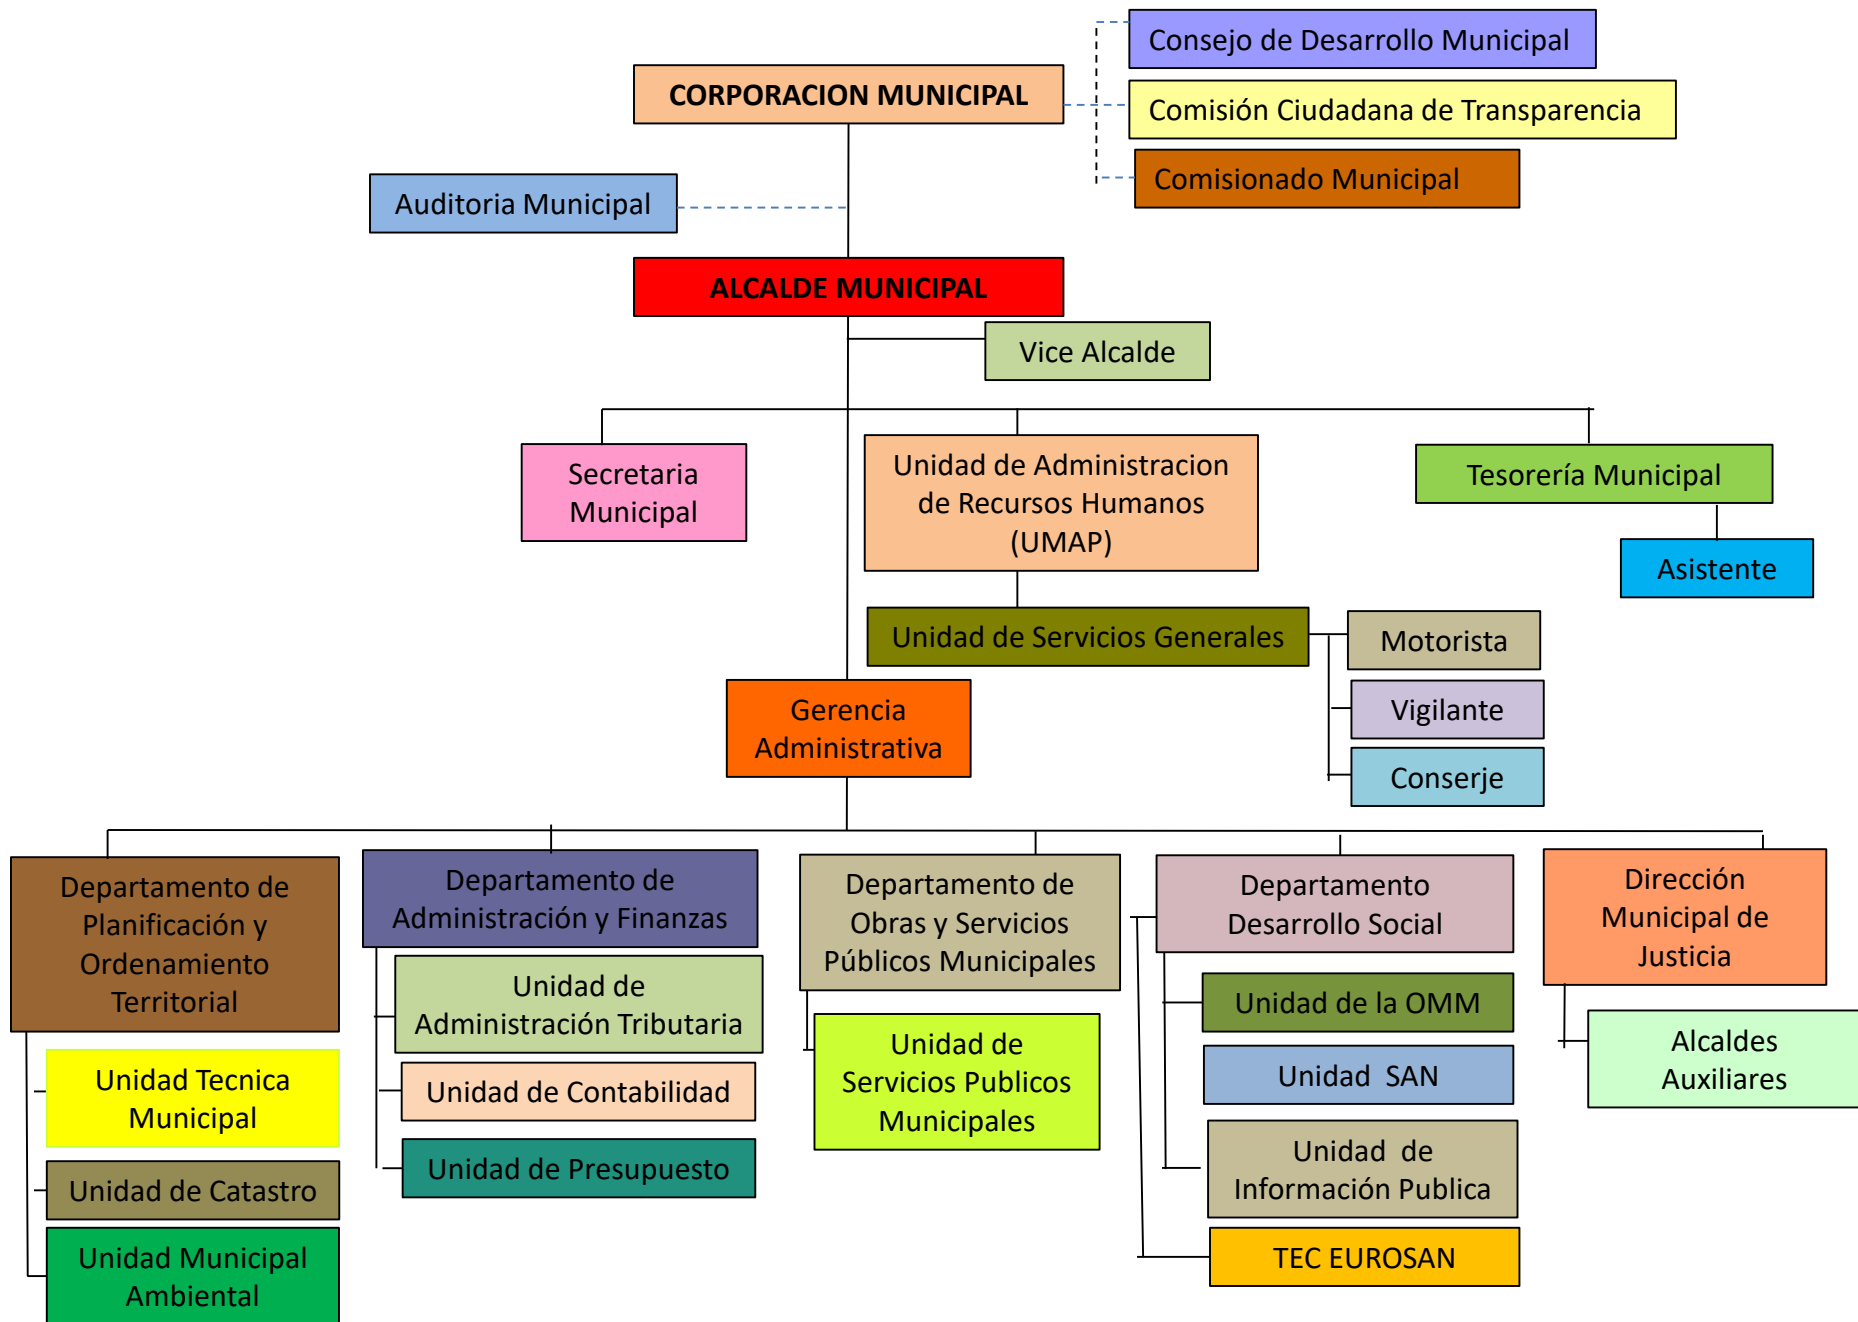 Consejo de Desarrollo Municipal
CORPORACION MUNICIPAL
Comisión Ciudadana de Transparencia
Comisionado Municipal
Auditoria Municipal
ALCALDE MUNICIPAL
Vice Alcalde
Secretaria
Municipal
Unidad de Administracion
de Recursos Humanos
(UMAP)
Tesorería Municipal
Asistente
Unidad de Servicios Generales
Motorista
Vigilante
Conserje
Gerencia
Administrativa
Departamento de
Planificación y
Ordenamiento
Territorial
Unidad Tecnica
Municipal
Unidad de Catastro
Unidad Municipal
Ambiental
Departamento de
Administración y Finanzas
Unidad de
Administración Tributaria
Unidad de Contabilidad
Unidad de Presupuesto
Departamento de
Obras y Servicios
Públicos Municipales
Unidad de
Servicios Publicos
Municipales
Departamento
Desarrollo Social
Unidad de la OMM
Unidad SAN
Unidad de
Información Publica
TEC EUROSAN
Dirección
Municipal de
Justicia
Alcaldes
Auxiliares